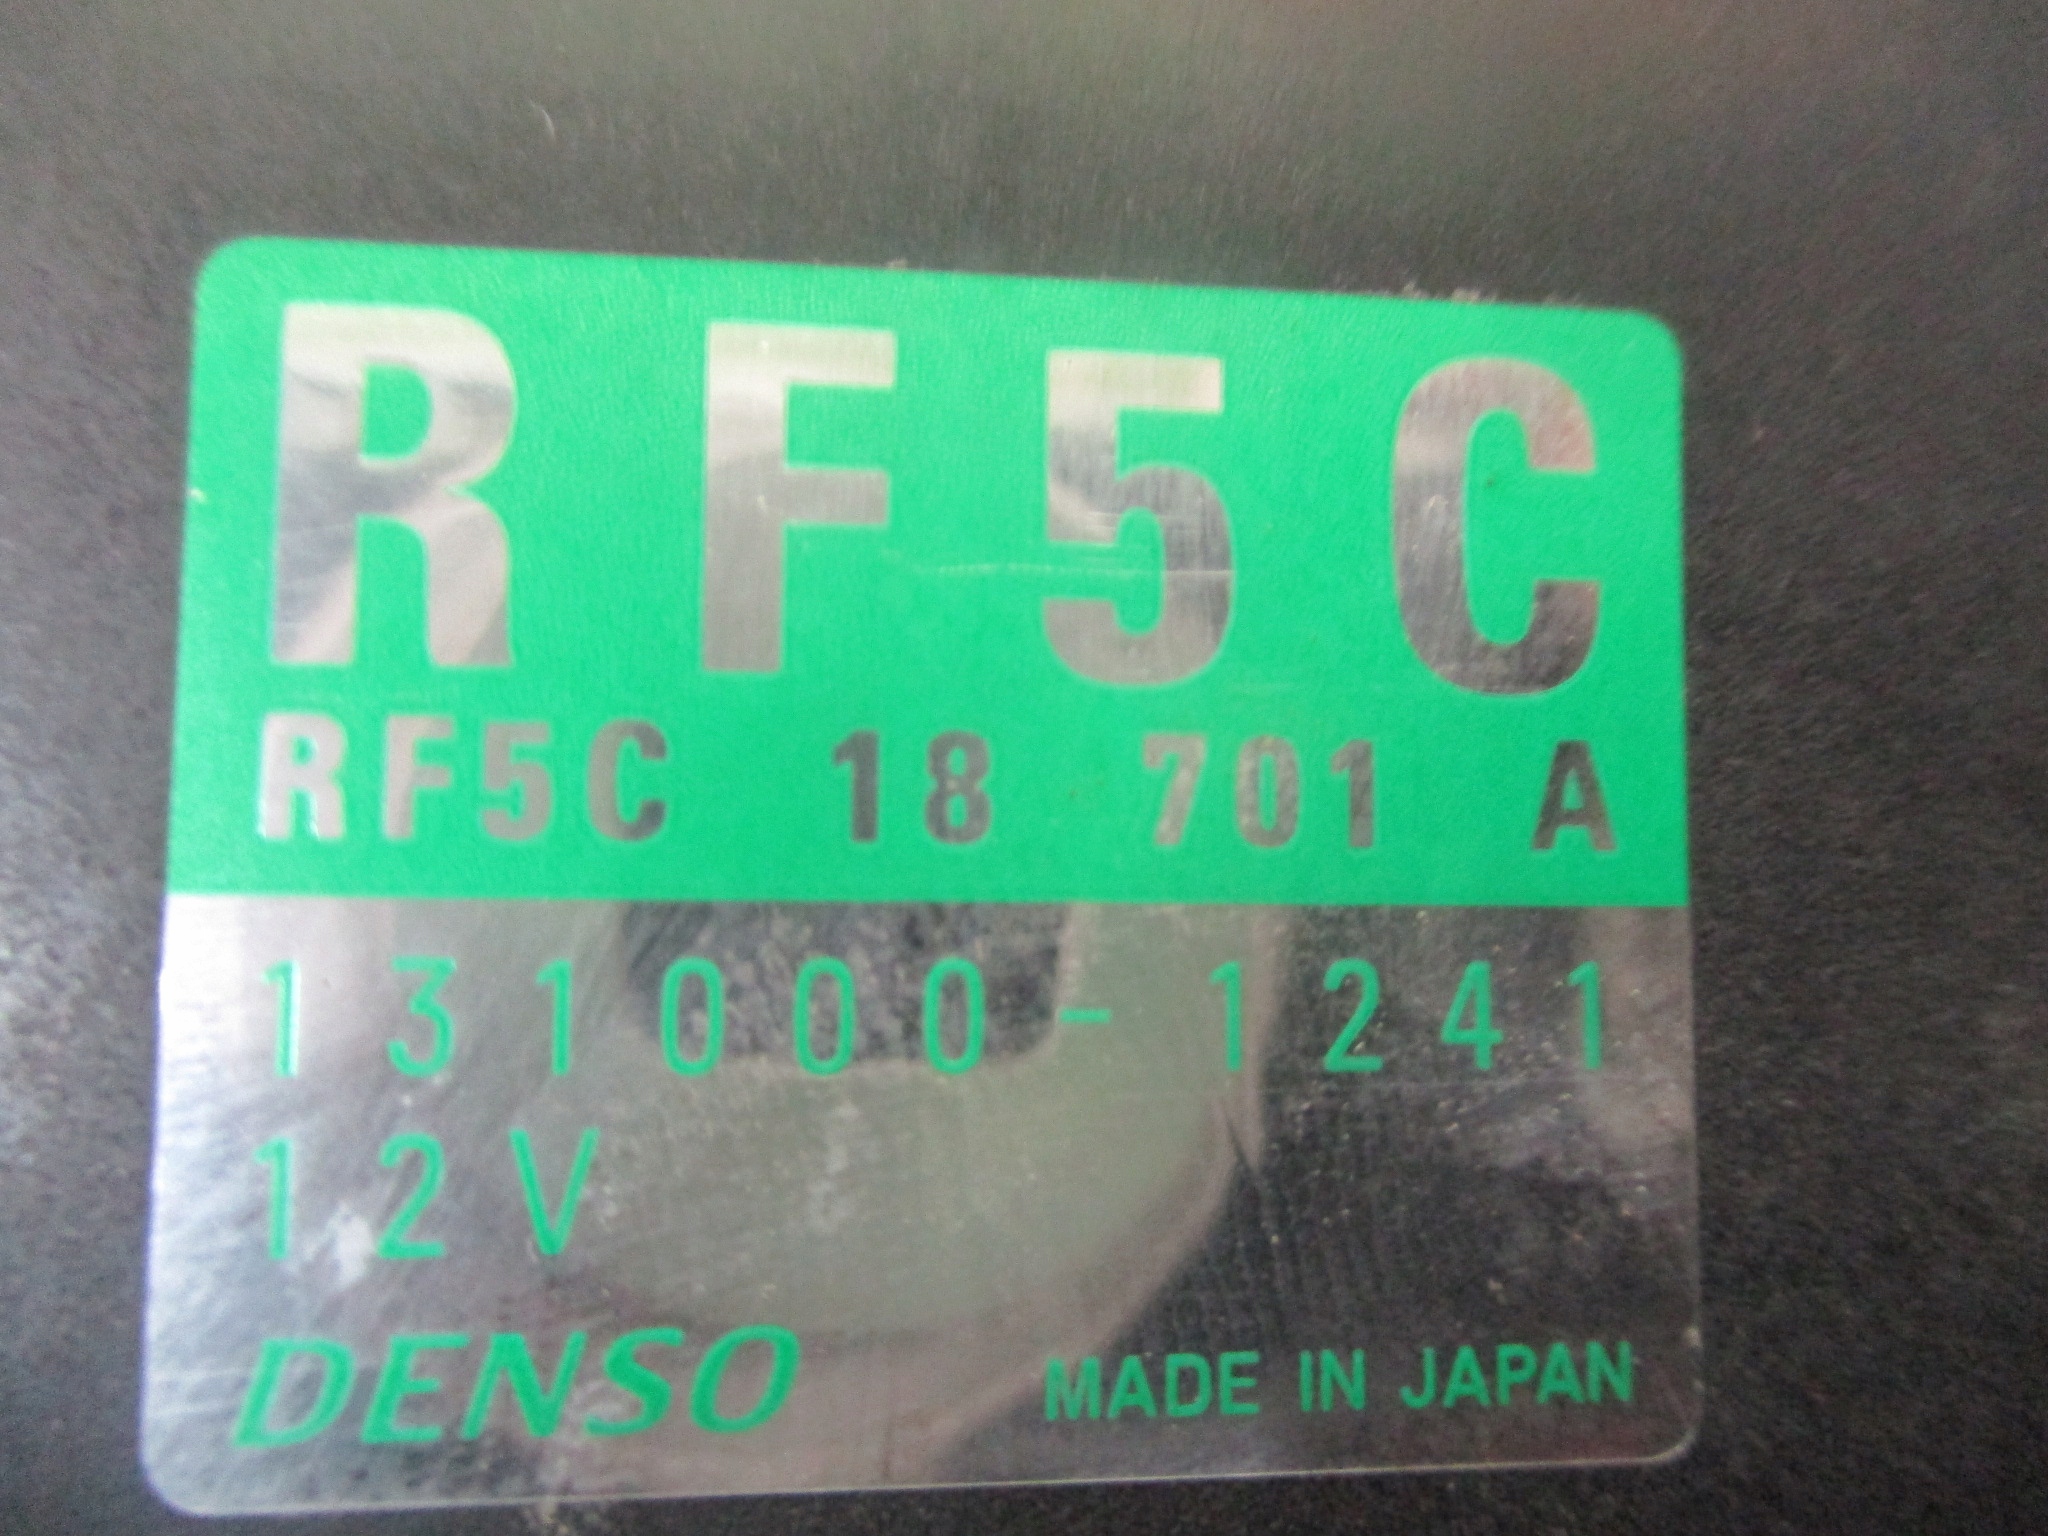 RF5C
RF5C 18 701 A
131000-1241
12V
DENSO
MADE IN JAPAN